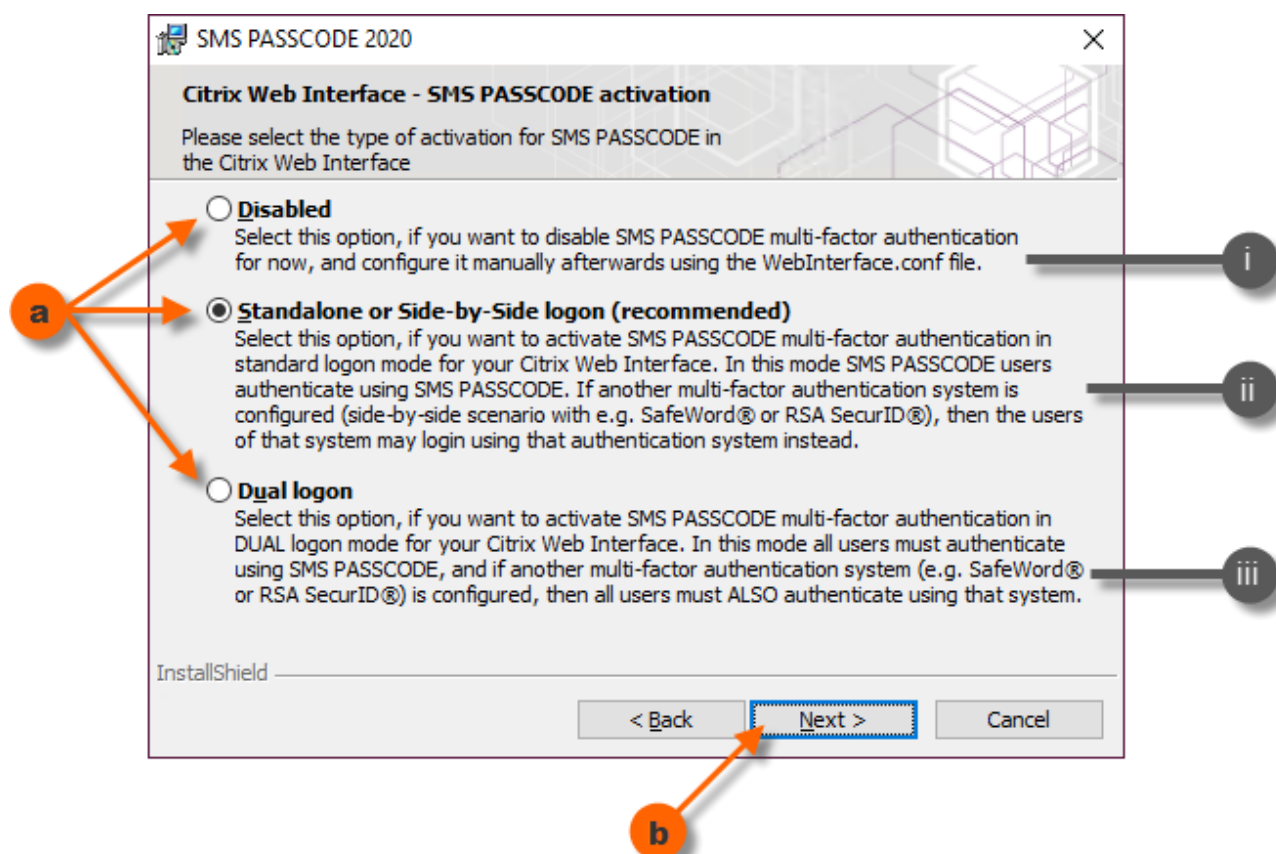 SMS PASSCODE 2020
Citrix Web Interface - SMS PASSCODE activation
Please select the type of activation for SMS PASSCODE in
the Citrix Web Interface
Disabled
Select this option, if you want to disable SMS PASSCODE multi-factor authentication
for now, and configure it manually afterwards using the WebInterface.conf file.
i
a
Standalone or Side-by-Side logon (recommended)
Select this option, if you want to activate SMS PASSCODE multi-factor authentication in
standard logon mode for your Citrix Web Interface. In this mode SMS PASSCODE users
authenticate using SMS PASSCODE. If another multi-factor authentication system is
configured (side-by-side scenario with e.g. SafeWord® or RSA SecurID®), then the users
of that system may login using that authentication system instead.
ii
Dual logon
Select this option, if you want to activate SMS PASSCODE multi-factor authentication in
DUAL logon mode for your Citrix Web Interface. In this mode all users must authenticate
using SMS PASSCODE, and if another multi-factor authentication system (e.g. SafeWord®
or RSA SecurID®) is configured, then all users must ALSO authenticate using that system.
iii
InstallShield
< Back
Next >
Cancel
b